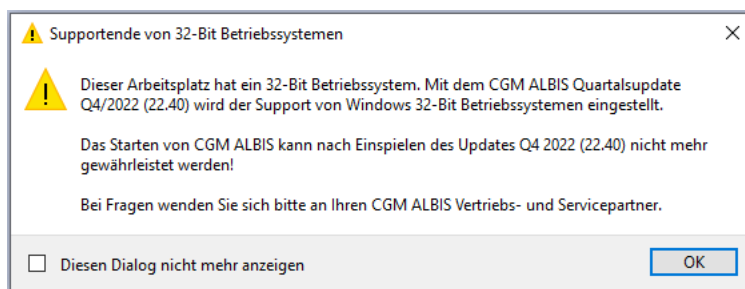 Supportende von 32-Bit Betriebssystemen
Dieser Arbeitsplatz hat ein 32-Bit Betriebssystem. Mit dem CGM ALBIS Quartalsupdate
Q4/2022 (22.40) wird der Support von Windows 32-Bit Betriebssystemen eingestellt.
Das Starten von CGM ALBIS kann nach Einspielen des Updates Q4 2022 (22.40) nicht mehr
gewährleistet werden!
Bei Fragen wenden Sie sich bitte an Ihren CGM ALBIS Vertriebs- und Servicepartner.
Diesen Dialog nicht mehr anzeigen
OK